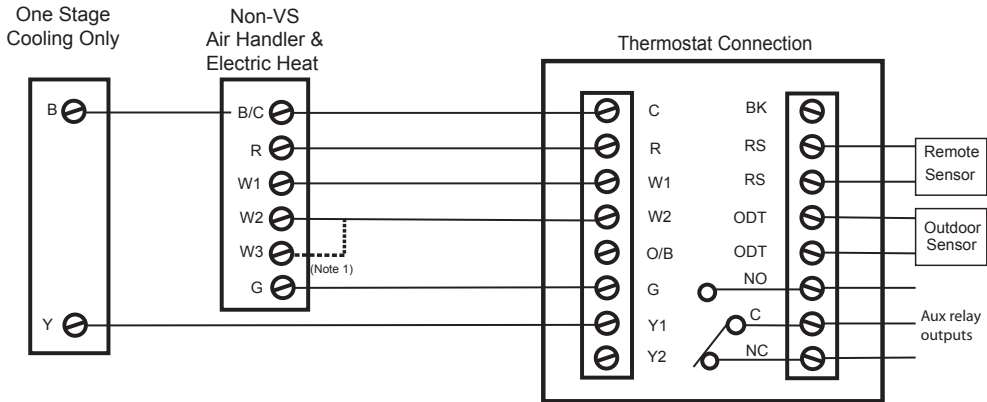 One Stage
Cooling Only
B
Y
Non-VS
Air Handler &
Electric Heat
B/C
R
W1
W2
W3
(Note 1)
G
Thermostat Connection
C
R
W1
W2
O/B
G
Y1
Y2
BK
RS
RS
ODT
ODT
NO
C
NC
Remote
Sensor
Outdoor
Sensor
Aux relay
outputs